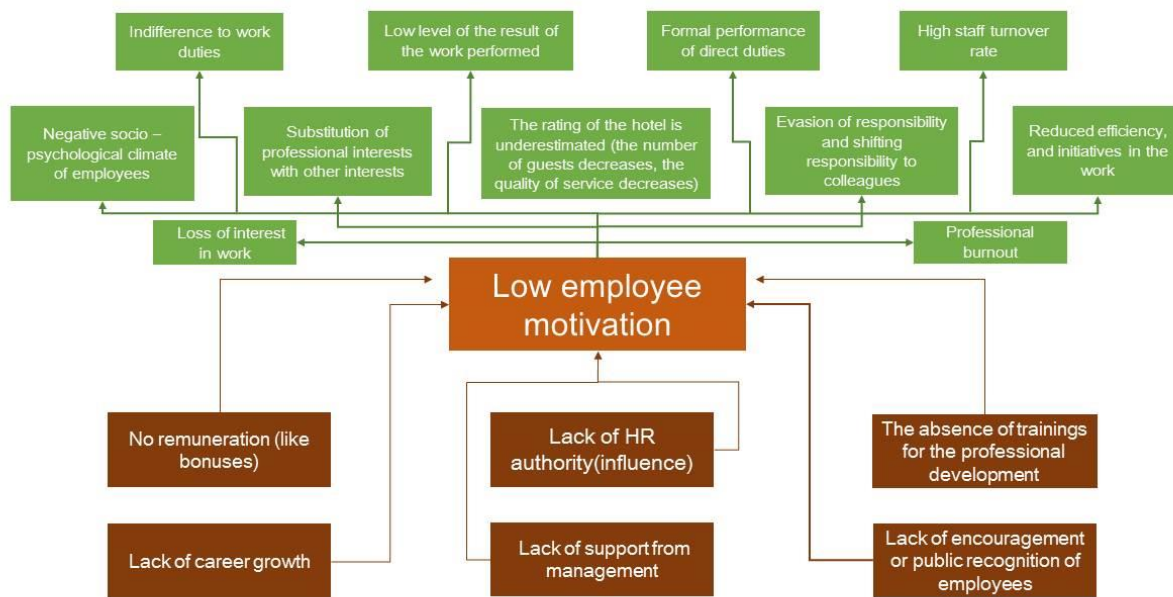 Indifference to work
duties
Low level of the result of
the work performed
Formal performance
of direct duties
High staff turnover
rate
Negative socio –
psychological climate
of employees
Substitution of
professional interests
with other interests
The rating of the hotel is
underestimated (the number
of guests decreases, the
quality of service decreases)
Evasion of responsibility
and shifting
responsibility to
colleagues
Reduced efficiency,
and initiatives in the
work
Loss of interest
in work
Professional
burnout
Low employee
motivation
No remuneration (like
bonuses)
Lack of HR
authority(influence)
The absence of trainings
for the professional
development
Lack of career growth
Lack of support from
management
Lack of encouragement
or public recognition of
employees